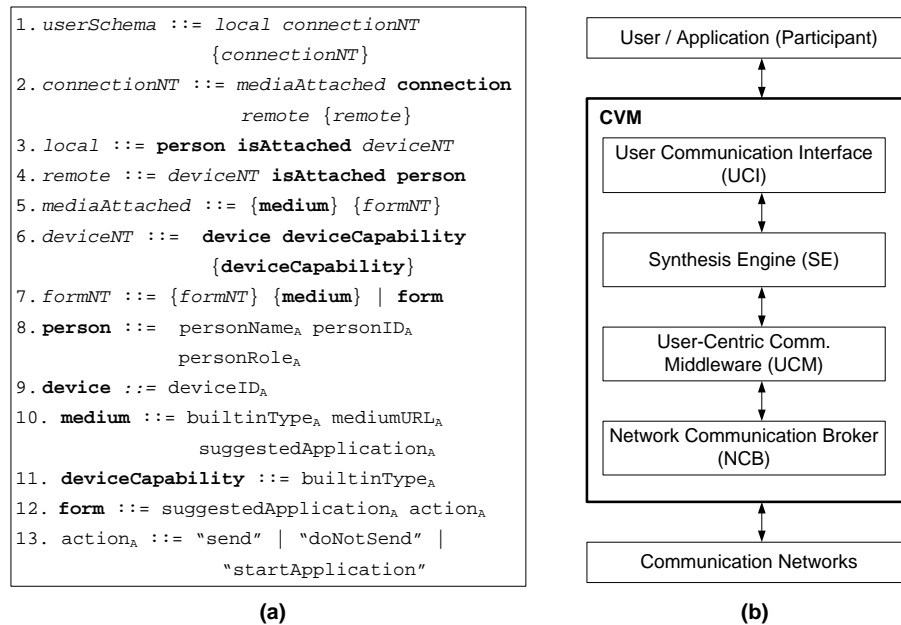 1. userSchema ::= local connectionNT
{connectionNT}
2. connectionNT ::= mediaAttached connection
remote {remote}
3. local ::= person isAttached deviceNT
4. remote ::= deviceNT isAttached person
5. mediaAttached ::= {medium} {formNT}
6. deviceNT ::= device deviceCapability
{deviceCapability}
7. formNT ::= {formNT} {medium} | form
8. person ::= personNameA personIDA
personRoleA
9. device ::= deviceIDA
10. medium ::= builtinTypeA mediumURLA
suggestedApplicationA
11. deviceCapability ::= builtinTypeA
12. form ::= suggestedApplicationA actionA
13. actionA ::= “send” | “doNotSend” |
“startApplication”
(a)
User / Application (Participant)
CVM
User Communication Interface
(UCI)
Synthesis Engine (SE)
User-Centric Comm.
Middleware (UCM)
Network Communication Broker
(NCB)
Communication Networks
(b)